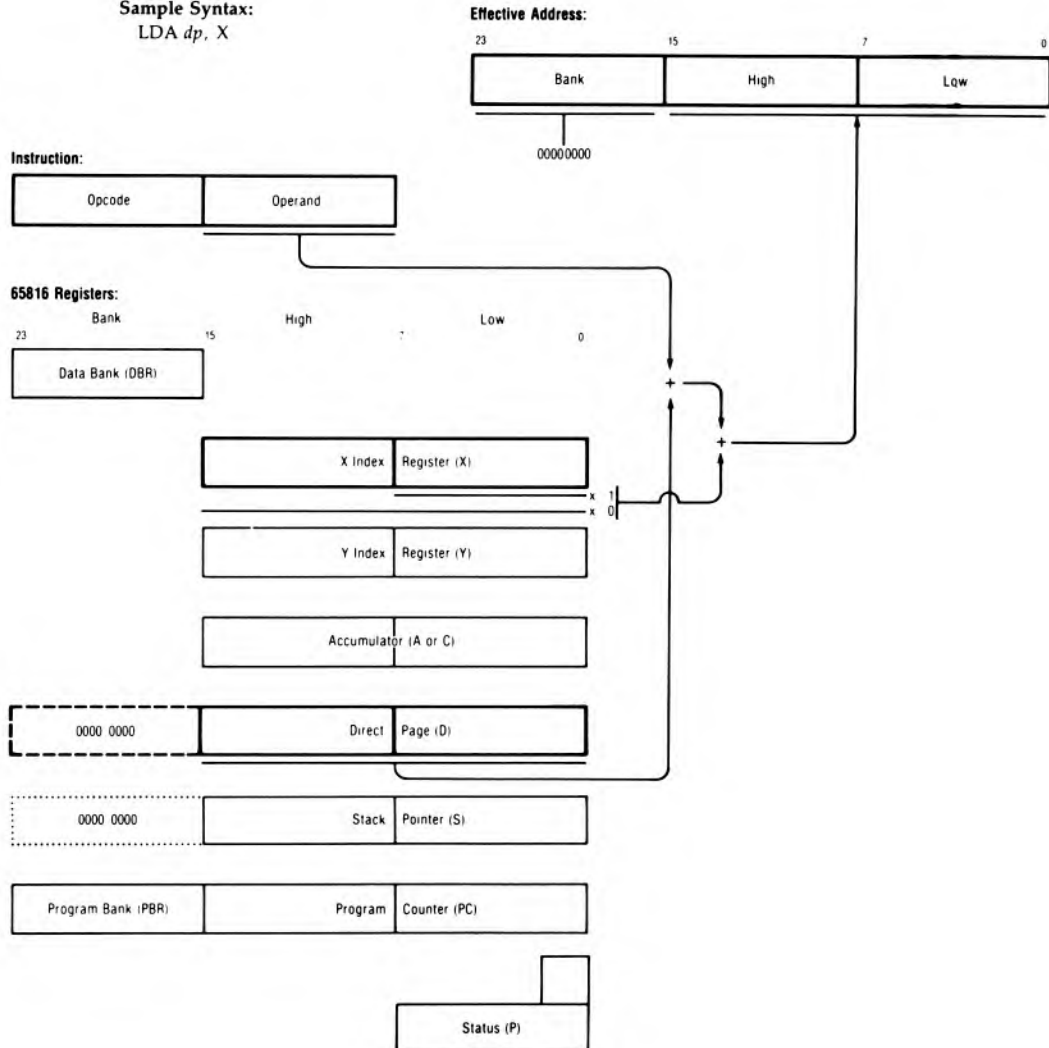 Sample Syntax:
LDA dp, X
Effective Address:
23 15 7 0
Bank High Low
00000000
Instruction:
Opcode Operand
65816 Registers:
Bank High Low
23 15 7 0
Data Bank (DBR)
X Index Register (X)
x 1
x 0
Y Index Register (Y)
Accumulator (A or C)
0000 0000 Direct Page (D)
0000 0000 Stack Pointer (S)
Program Bank (PBR) Program Counter (PC)
Status (P)
+
+